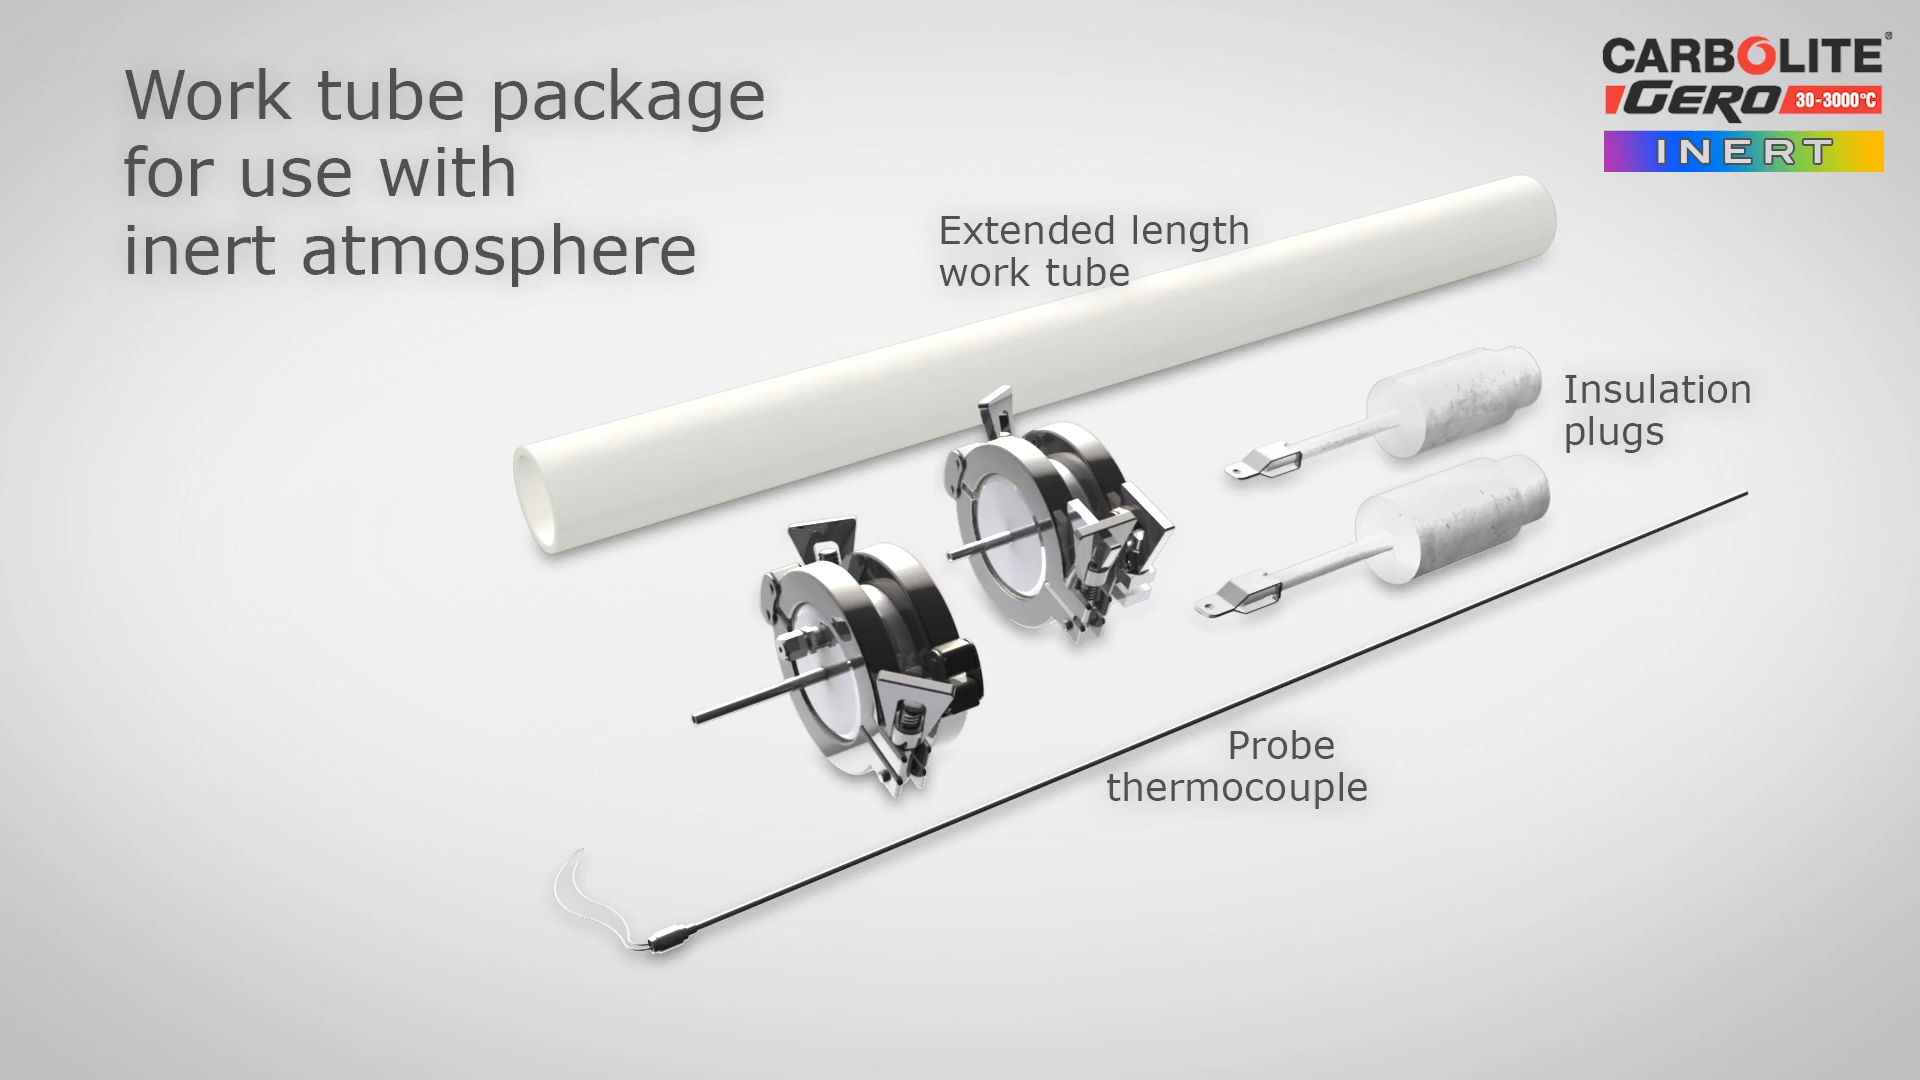 Work tube package
for use with
inert atmosphere
CARBOLITE®
GERO 30-3000°C
INERT
Extended length
work tube
Insulation
plugs
Probe
thermocouple